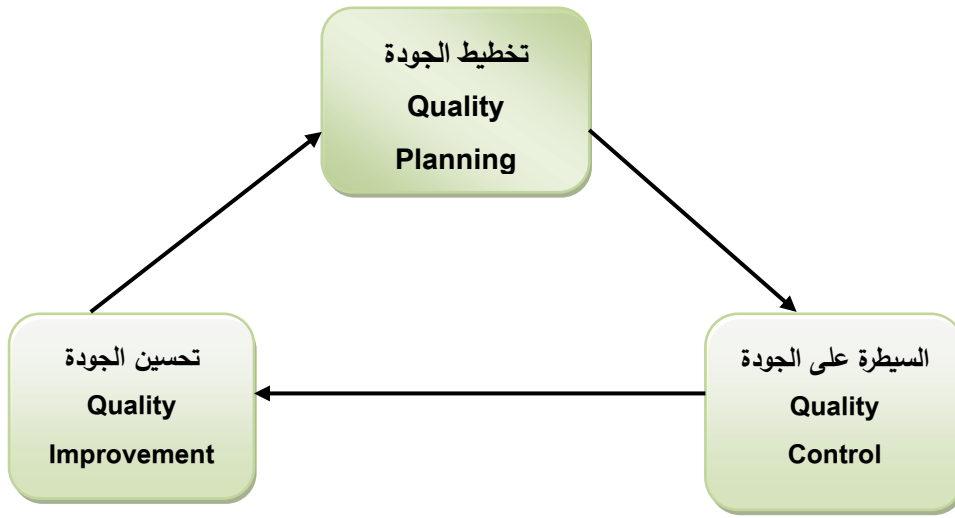 تخطيط الجودة
Quality
Planning
تحسين الجودة
Quality
Improvement
السيطرة على الجودة
Quality
Control